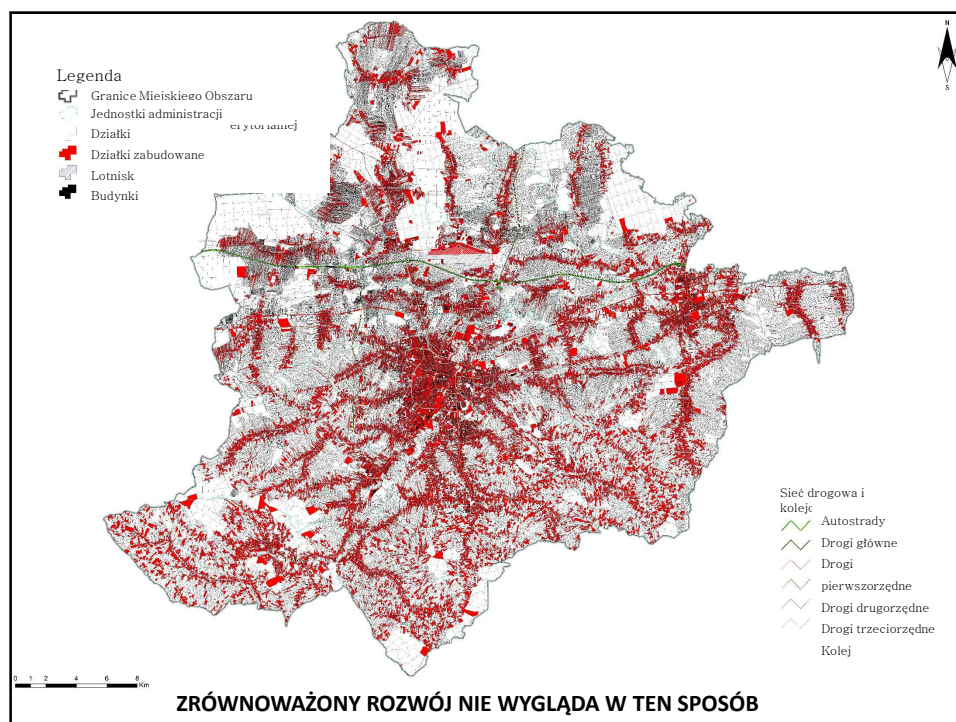 N
S
Legenda
Granice Miejskiego Obszaru
Jednostki administracji
erytorialnej
Działki
Działki zabudowane
Lotnisk
Budynki
Sieć drogowa i
kolejo
Autostrady
Drogi główne
Drogi
pierwszorzędne
Drogi drugorzędne
Drogi trzeciorzędne
Kolej
0 1 2 4 6 8
Km
ZRÓWNOWAŻONY ROZWÓJ NIE WYGLĄDA W TEN SPOSÓB